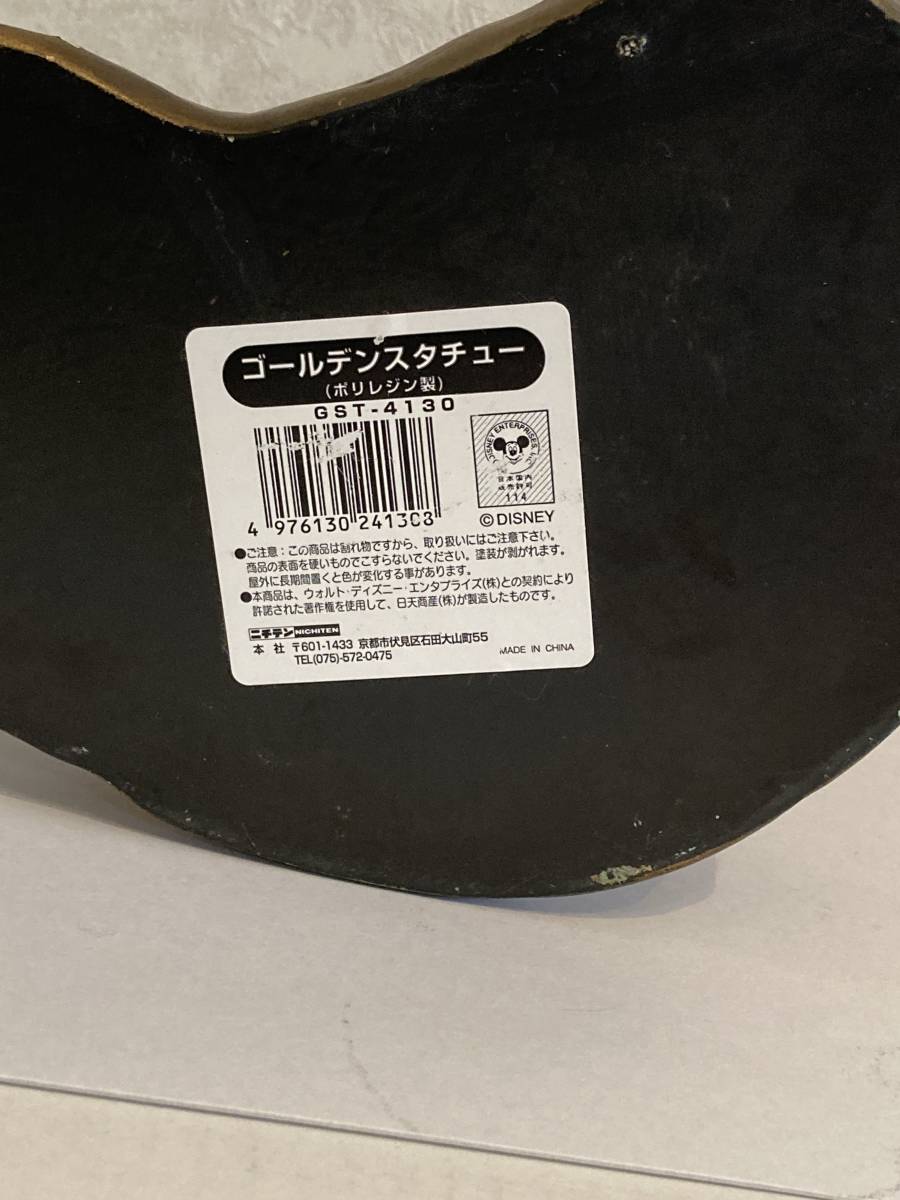 ゴールデンスタチュー
(ポリレジン製)
GST-4130
DISNEY ENTERPRISES, INC.
日本国内
販売許可
114
4 976130 241308
©DISNEY
●ご注意：この商品は割れ物ですから、取り扱いにはご注意下さい。
商品の表面を硬いものでこすらないでください。塗装が剥がれます。
屋外に長期間置くと色が変化する事があります。
●本商品は、ウォルト・ディズニー・エンタプライズ(株)との契約により
許諾された著作権を使用して、日天商産(株)が製造したものです。
ニチテン NICHITEN
本 社 〒601-1433 京都市伏見区石田大山町55
TEL(075)-572-0475
MADE IN CHINA